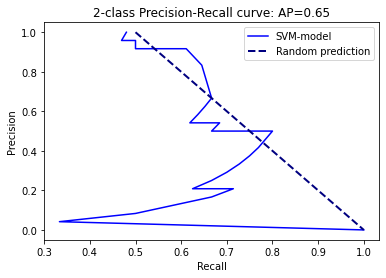 2-class Precision-Recall curve: AP=0.65
SVM-model
Random prediction
Precision
1.0
0.8
0.6
0.4
0.2
0.0
0.3 0.4 0.5 0.6 0.7 0.8 0.9 1.0
Recall